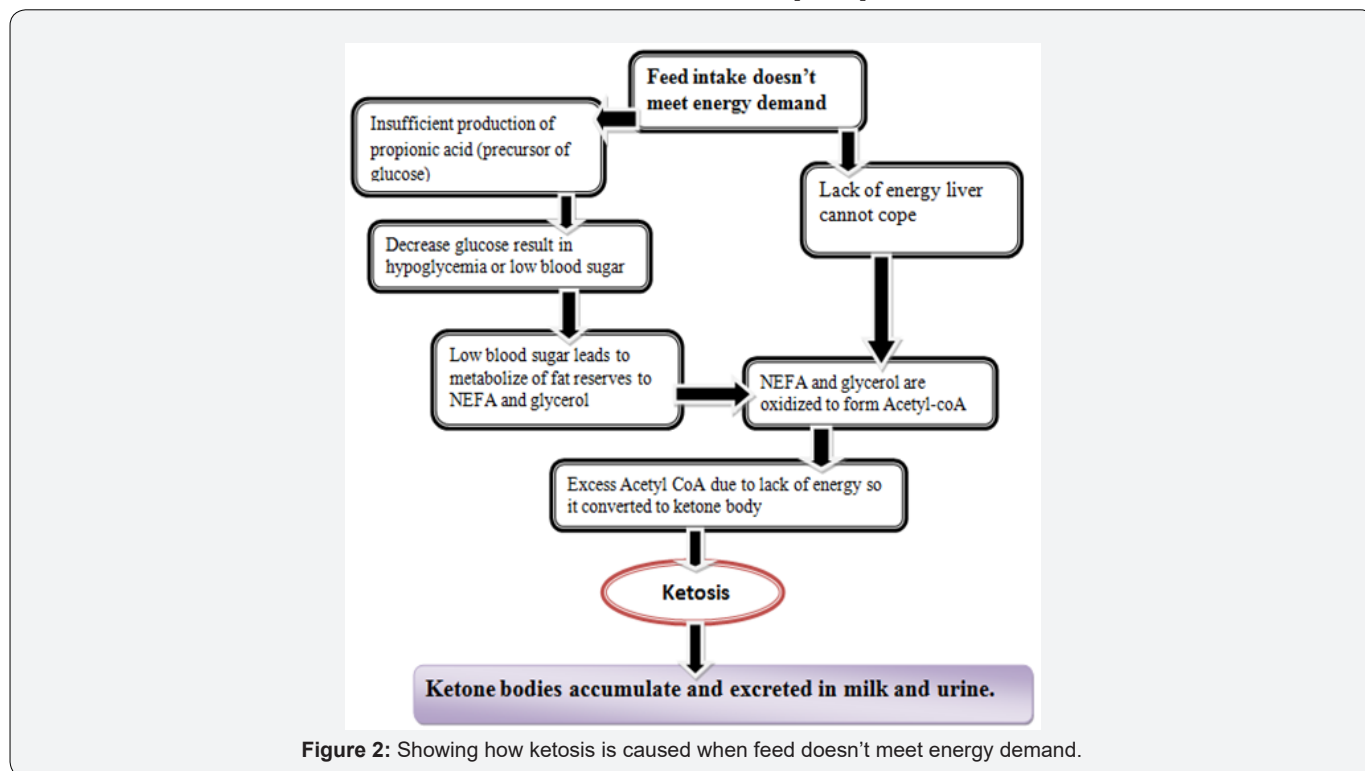 Feed intake doesn't
meet energy demand
Insufficient production of
propionic acid (precursor of
glucose)
Lack of energy liver
cannot cope
Decrease glucose result in
hypoglycemia or low blood sugar
Low blood sugar leads to
metabolize of fat reserves to
NEFA and glycerol
NEFA and glycerol are
oxidized to form Acetyl-coA
Excess Acetyl CoA due to lack of energy so
it converted to ketone body
Ketosis
Ketone bodies accumulate and excreted in milk and urine.
Figure 2: Showing how ketosis is caused when feed doesn't meet energy demand.